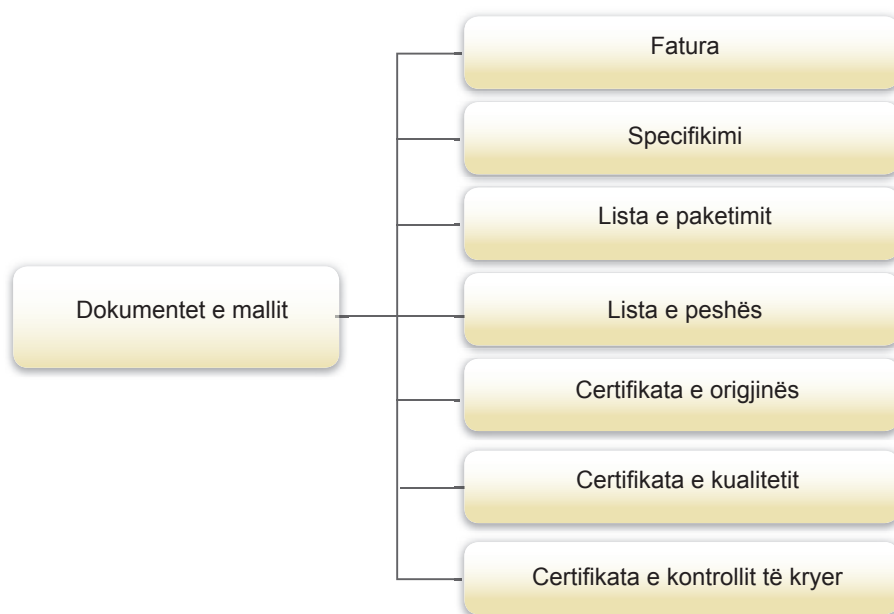 Fatura
Specifikimi
Lista e paketimit
Dokumentet e mallit
Lista e peshës
Certifikata e origjinës
Certifikata e kualitetit
Certifikata e kontrollit të kryer